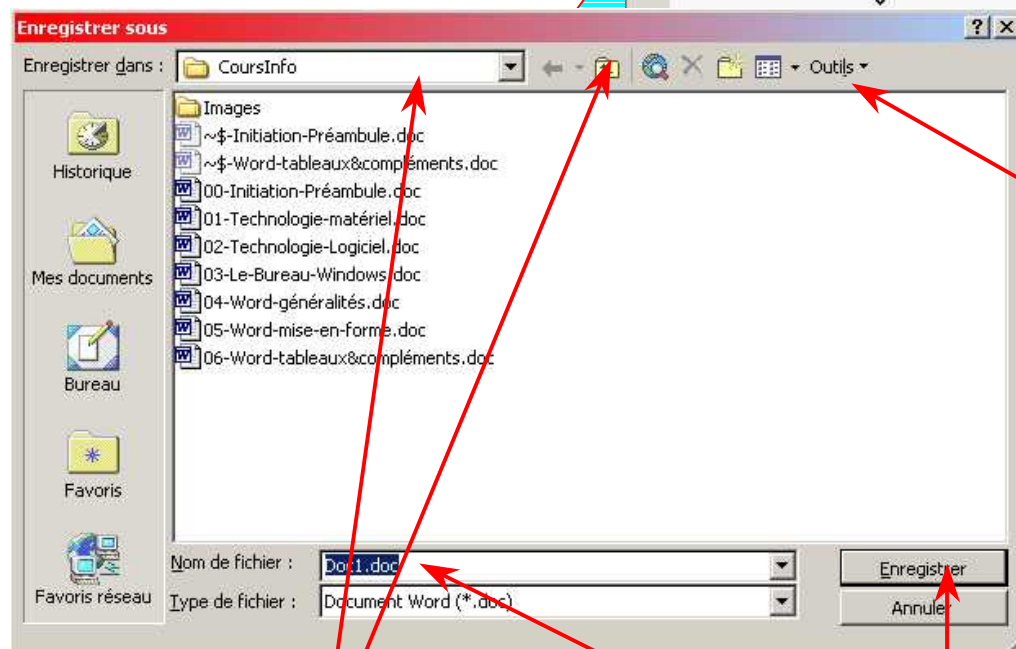 Enregistrer sous
Enregistrer dans : CoursInfo Outils
Images
~$-Initiation-Préambule.doc
~$-Word-tableaux&compléments.doc
00-Initiation-Préambule.doc
01-Technologie-matériel.doc
02-Technologie-Logiciel.doc
03-Le-Bureau-Windows.doc
04-Word-généralités.doc
05-Word-mise-en-forme.doc
06-Word-tableaux&compléments.doc
Historique
Mes documents
Bureau
Favoris
Favoris réseau
Nom de fichier : Doc1.doc Enregistrer
Type de fichier : Document Word (*.doc) Annuler